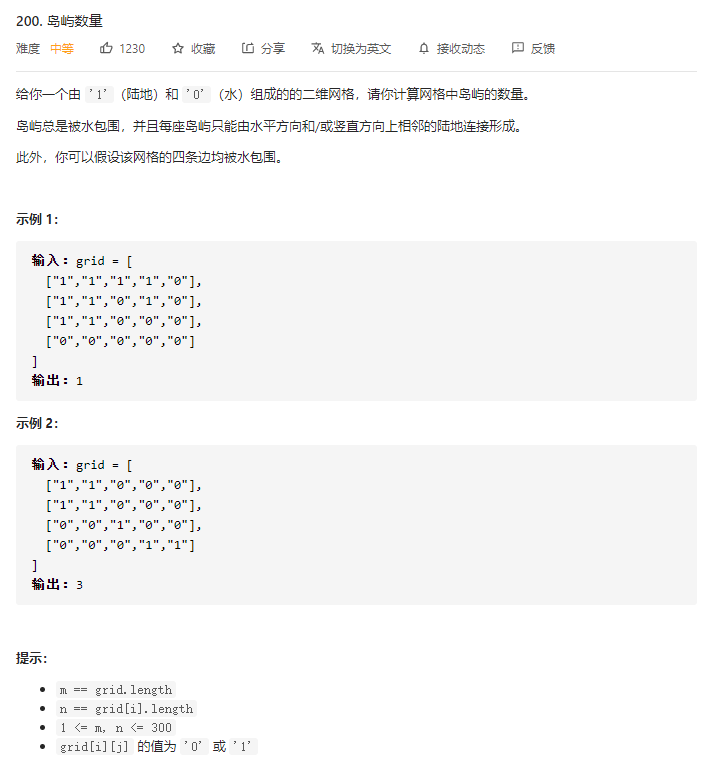 200. 岛屿数量
难度 中等 1230 收藏 分享 切换为英文 接收动态 反馈
给你一个由 '1' （陆地）和 '0' （水）组成的的二维网格，请你计算网格中岛屿的数量。
岛屿总是被水包围，并且每座岛屿只能由水平方向和/或竖直方向上相邻的陆地连接形成。
此外，你可以假设该网格的四条边均被水包围。
示例 1：
输入：grid = [
["1","1","1","1","0"],
["1","1","0","1","0"],
["1","1","0","0","0"],
["0","0","0","0","0"]
]
输出：1
示例 2：
输入：grid = [
["1","1","0","0","0"],
["1","1","0","0","0"],
["0","0","1","0","0"],
["0","0","0","1","1"]
]
输出：3
提示：
m == grid.length
n == grid[i].length
1 <= m, n <= 300
grid[i][j] 的值为 '0' 或 '1'